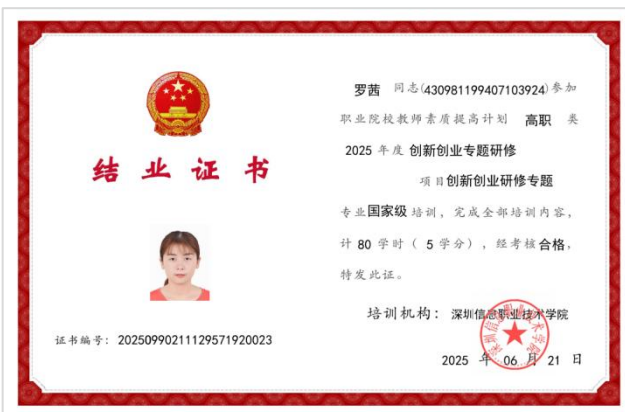 结业证书
证书编号: 20250990211129571920023
罗茜 同志(430981199407103924)参加
职业院校教师素质提高计划 高职 类
2025 年度 创新创业专题研修
项目创新创业研修专题
专业国家级培训，完成全部培训内容，
计 80 学时（ 5 学分），经考核合格，
特发此证。
培训机构： 深圳信息职业技术学院
2025 年 06 月 21 日